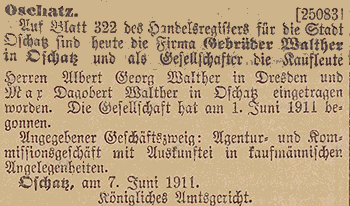 Oschatz. [25083]
Auf Blatt 322 des Handelsregisters für die Stadt
Oschatz sind heute die Firma Gebrüder Walther
in Oschatz und als Gesellschafter die Kaufleute
Herren Albert Georg Walther in Dresden und
Max Dagobert Walther in Oschatz eingetragen
worden. Die Gesellschaft hat am 1. Juni 1911 be-
gonnen.
Angegebener Geschäftszweig: Agentur- und Kom-
missionsgeschäft mit Auskunftei in kaufmännischen
Angelegenheiten.
Oschatz, am 7. Juni 1911.
Königliches Amtsgericht.